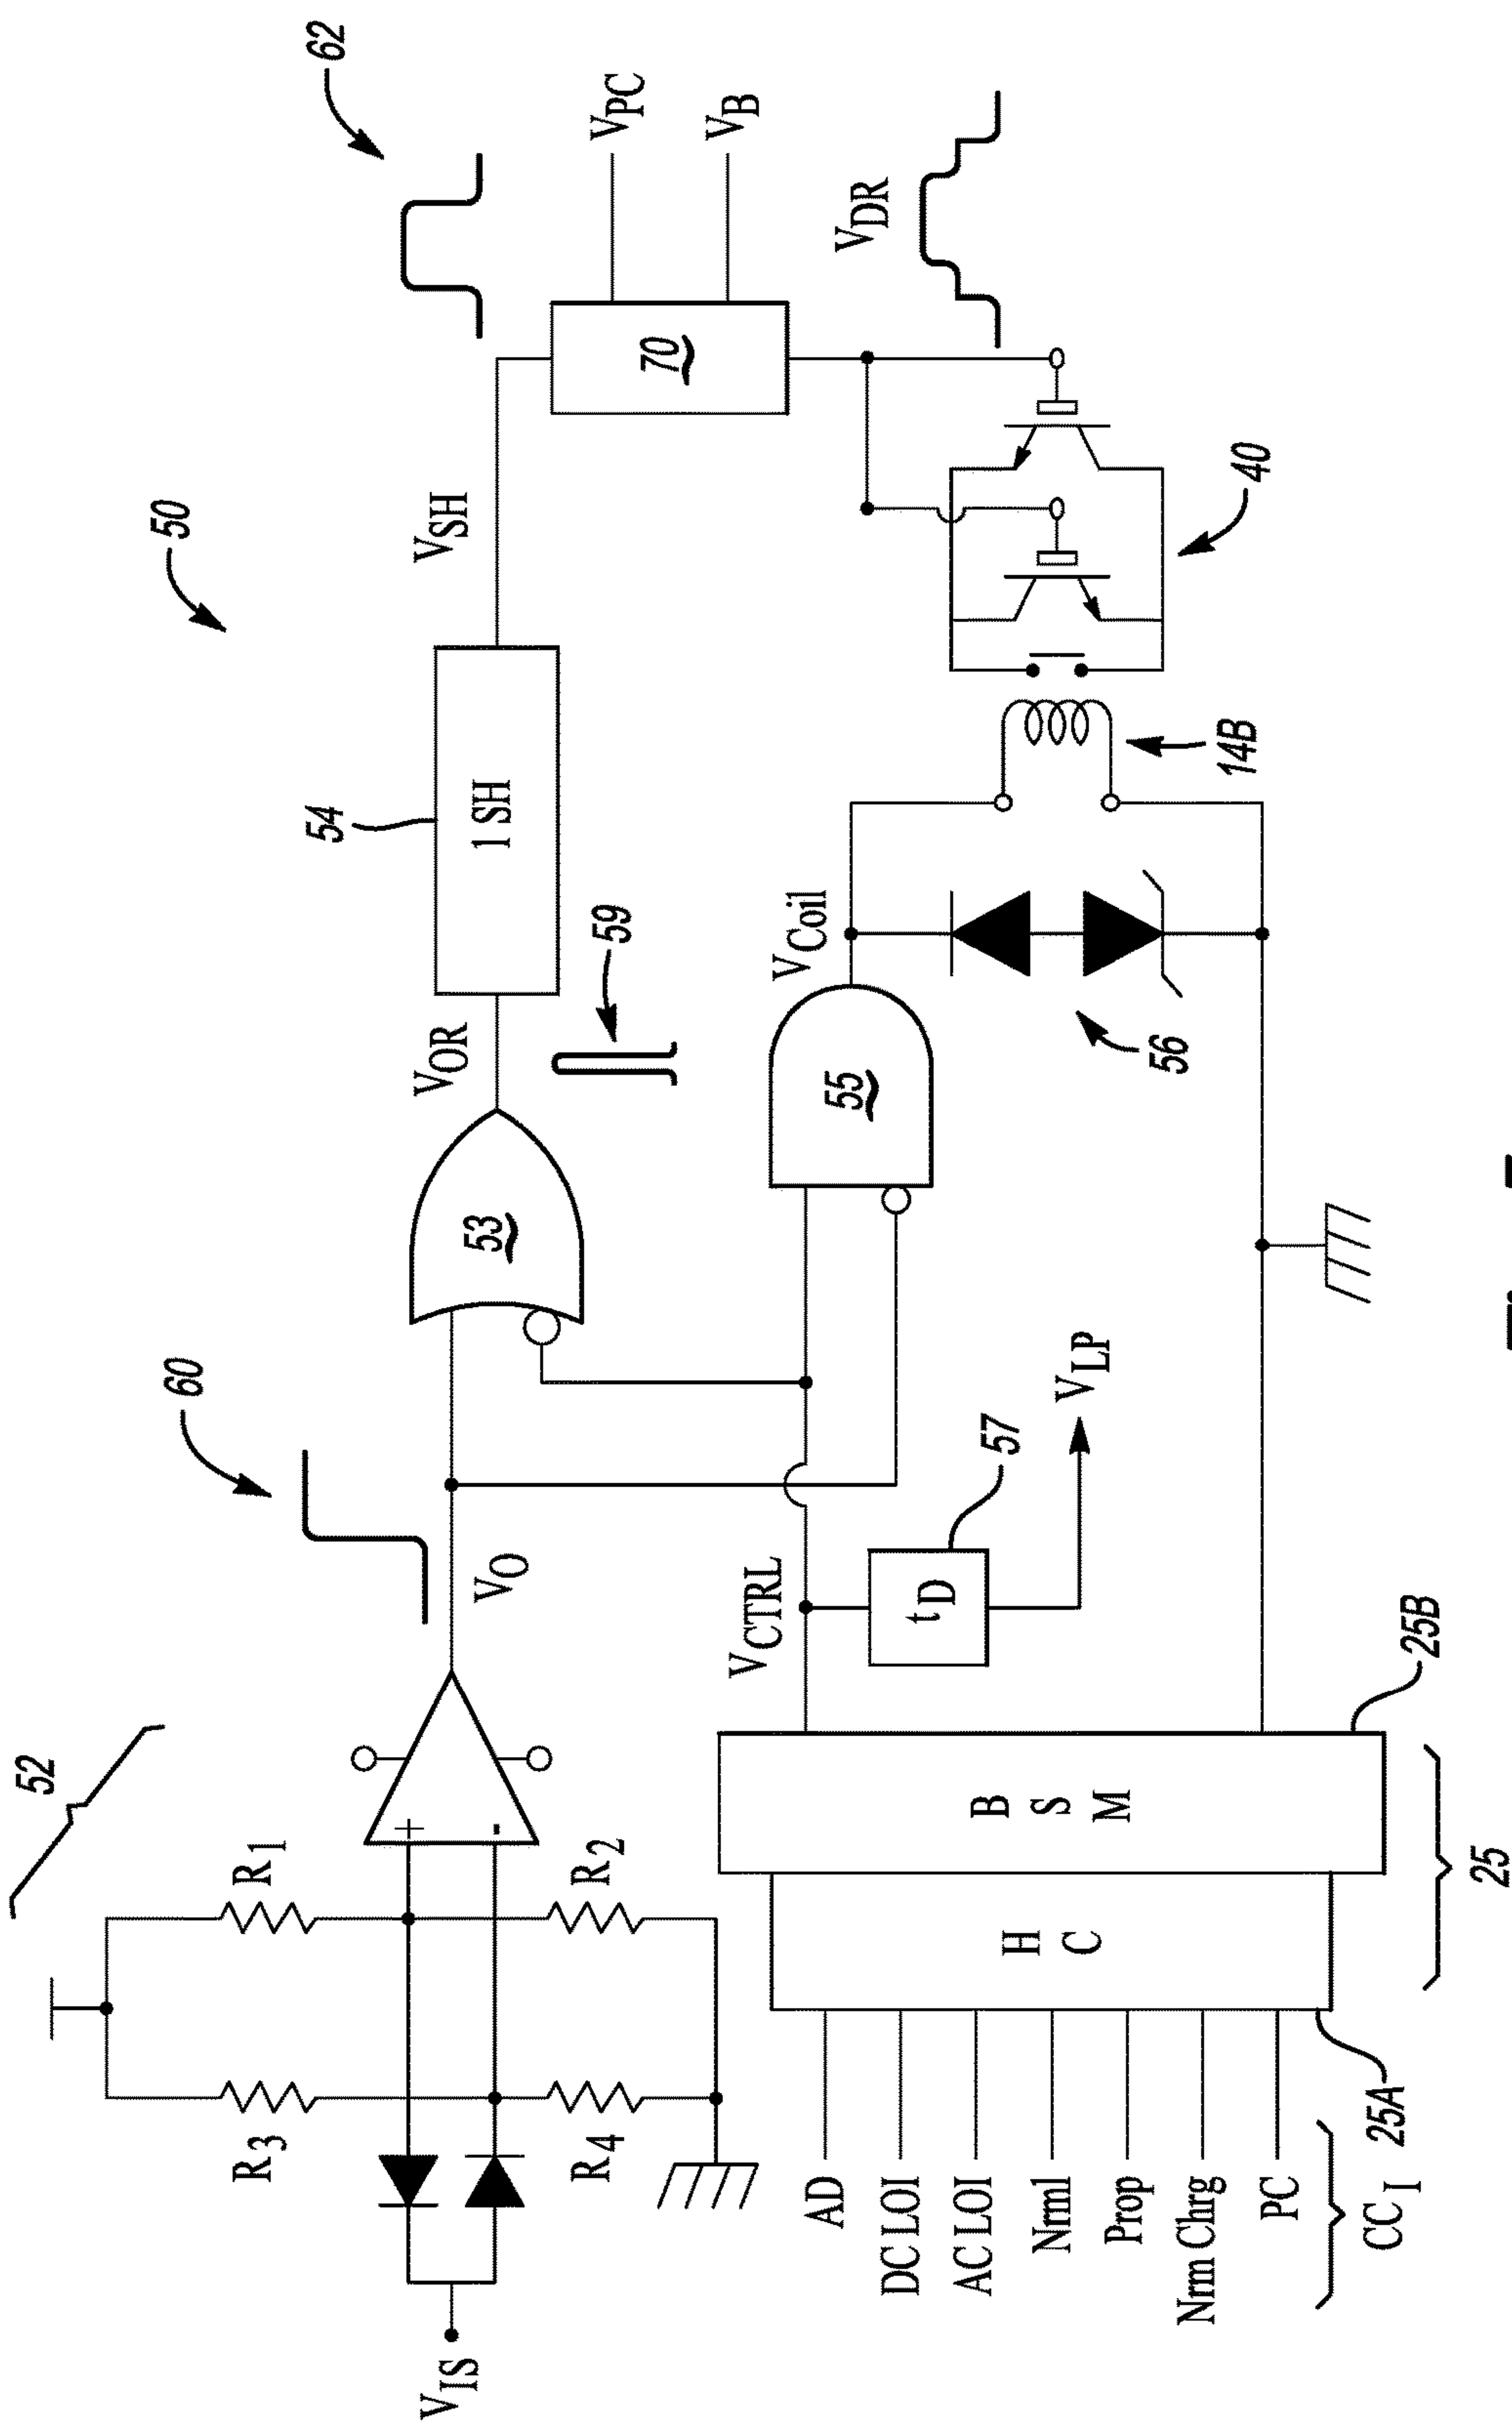 52
R1
R2
R3
R4
+
-
VIS
60
VO
53
VOR
59
50
54
1 SH
VSH
62
VPC
VB
70
VDR
40
14B
VCoil
55
56
VCTRL
tD
57
VLP
B
S
M
H
C
25B
25
25A
AD
DC LOI
AC LOI
Nrml
Prop
Nrm Chrg
PC
CCI